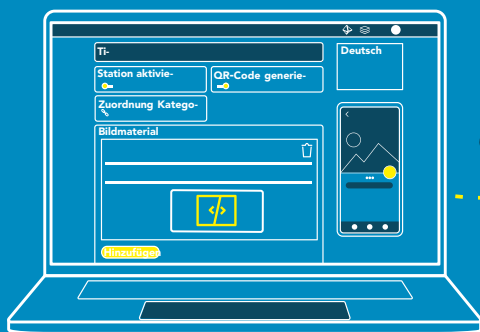 Ti-
Deutsch
Station aktivie-
QR-Code generie-
Zuordnung Katego-
Bildmaterial
</>
Hinzufügen